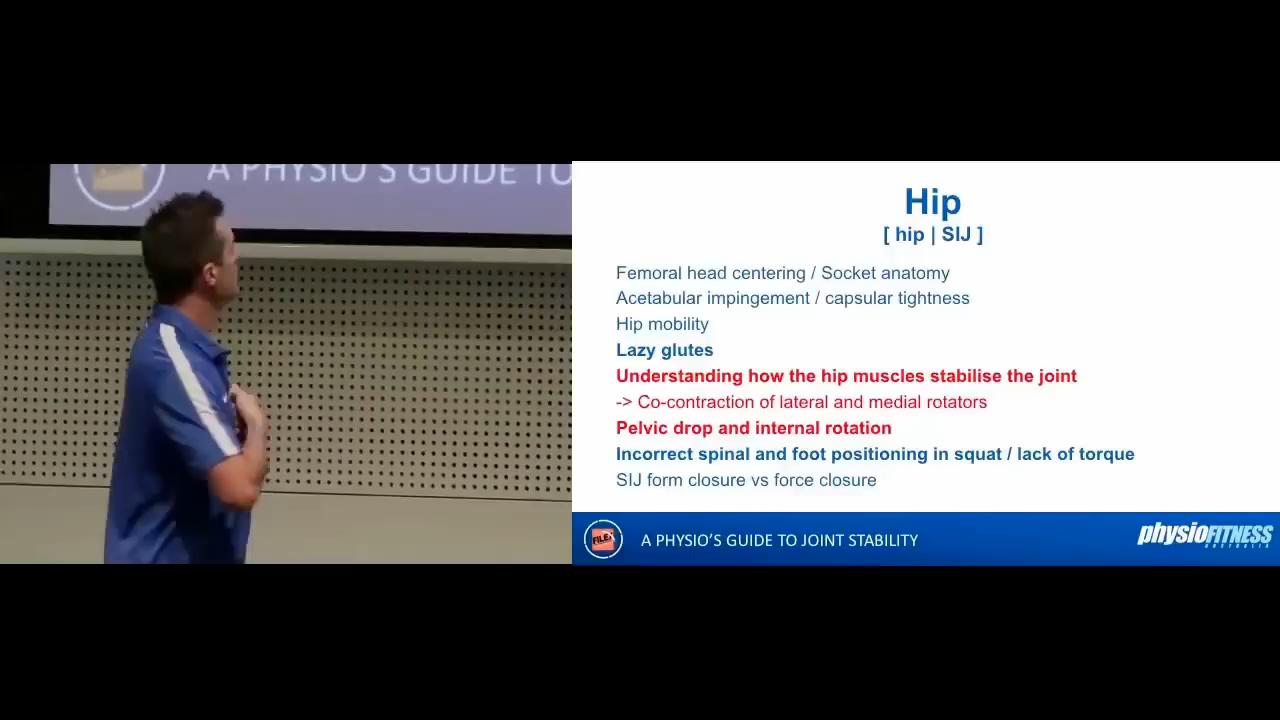 A PHYSIO'S GUIDE TO
Hip
[ hip | SIJ ]
Femoral head centering / Socket anatomy
Acetabular impingement / capsular tightness
Hip mobility
Lazy glutes
Understanding how the hip muscles stabilise the joint
-> Co-contraction of lateral and medial rotators
Pelvic drop and internal rotation
Incorrect spinal and foot positioning in squat / lack of torque
SIJ form closure vs force closure
FILEX
A PHYSIO'S GUIDE TO JOINT STABILITY
physioFITNESS
AUSTRALIA